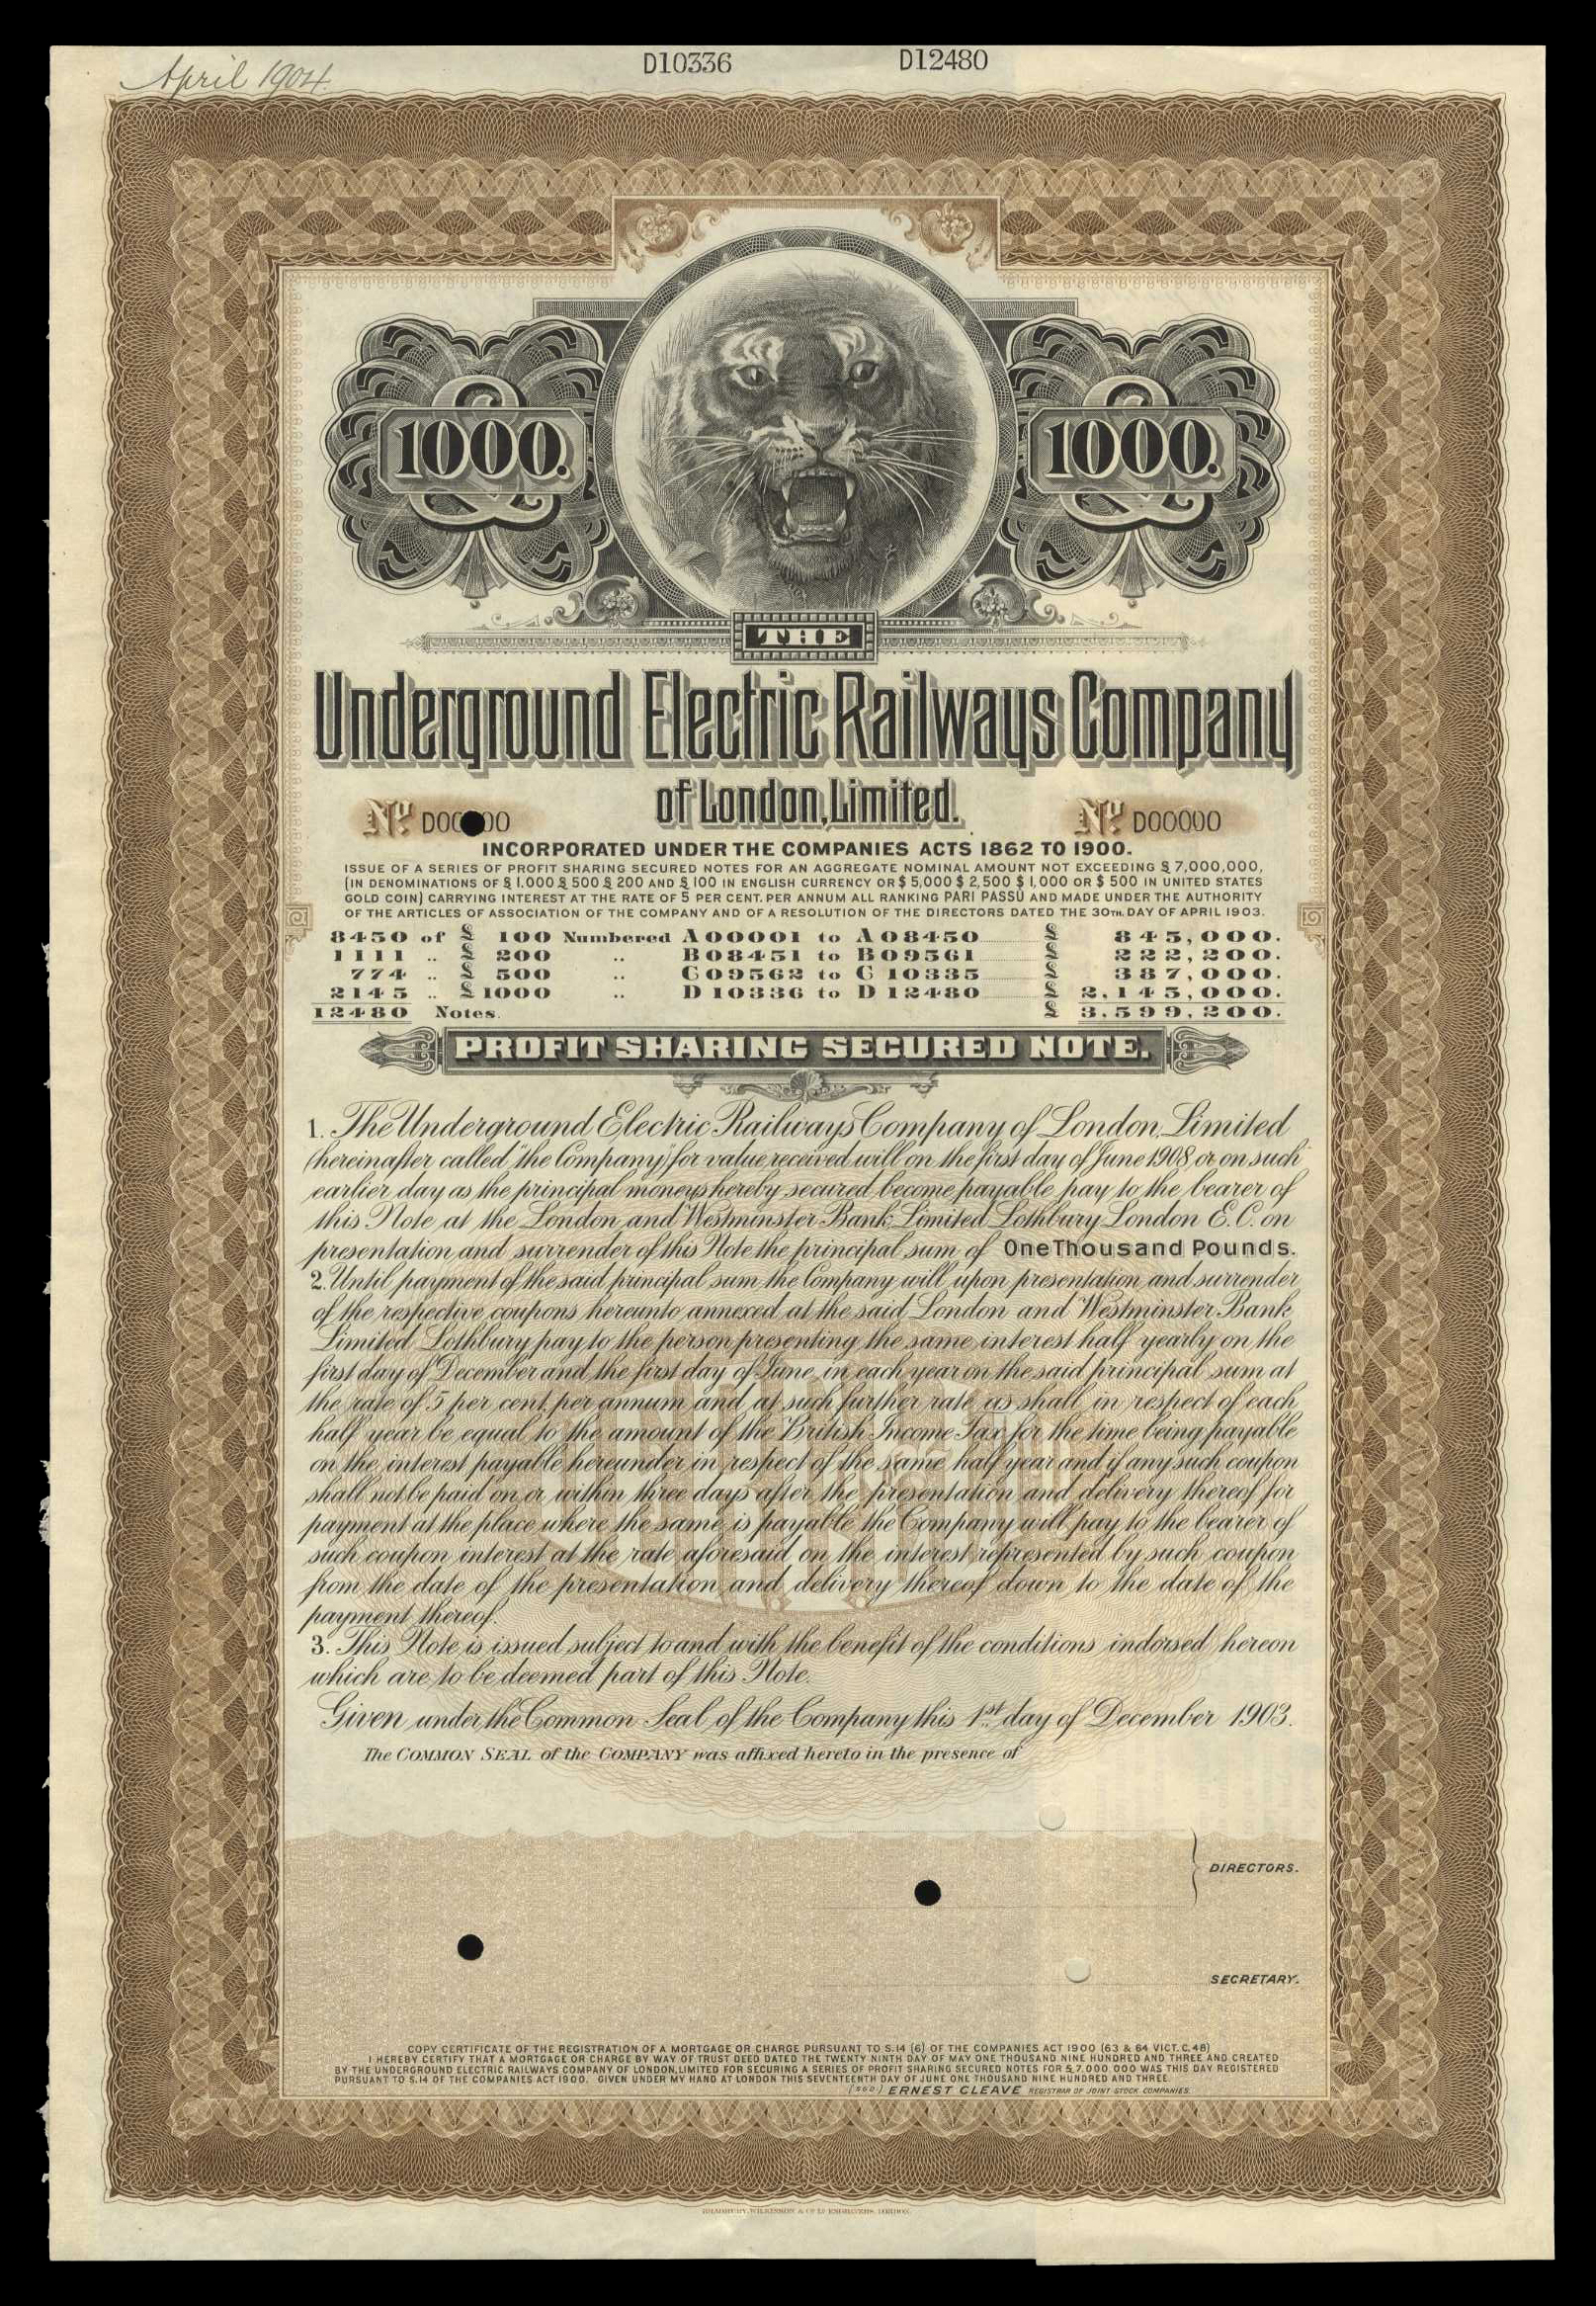 April 1904.
D10336 D12480
£ 1000. £ 1000.
THE
Underground Electric Railways Company
of London, Limited.
No. D00000 No. D00000
INCORPORATED UNDER THE COMPANIES ACTS 1862 TO 1900.
ISSUE OF A SERIES OF PROFIT SHARING SECURED NOTES FOR AN AGGREGATE NOMINAL AMOUNT NOT EXCEEDING £7,000,000,
(IN DENOMINATIONS OF £1,000 £500 £200 AND £100 IN ENGLISH CURRENCY OR $5,000 $2,500 $1,000 OR $500 IN UNITED STATES
GOLD COIN) CARRYING INTEREST AT THE RATE OF 5 PER CENT. PER ANNUM ALL RANKING PARI PASSU AND MADE UNDER THE AUTHORITY
OF THE ARTICLES OF ASSOCIATION OF THE COMPANY AND OF A RESOLUTION OF THE DIRECTORS DATED THE 30TH. DAY OF APRIL 1903.
8450 of £ 100 Numbered A00001 to A08450 £ 845,000.
1111 .. £ 200 .. B08451 to B09561 £ 222,200.
774 .. £ 500 .. C09562 to C10335 £ 387,000.
2145 .. £1000 .. D10336 to D12480 £ 2,145,000.
12480 Notes. £ 3,599,200.
PROFIT SHARING SECURED NOTE.
1. The Underground Electric Railways Company of London, Limited
(hereinafter called "the Company") for value received will on the first day of June 1908, or on such
earlier day as the principal moneys hereby secured become payable, pay to the bearer of
this Note at the London and Westminster Bank Limited Lothbury London E.C. on
presentation and surrender of this Note the principal sum of One Thousand Pounds.
2. Until payment of the said principal sum the Company will upon presentation and surrender
of the respective coupons hereunto annexed at the said London and Westminster Bank
Limited Lothbury pay to the person presenting the same interest half yearly on the
first day of December and the first day of June in each year on the said principal sum at
the rate of 5 per cent. per annum and at such further rate as shall in respect of each
half year be equal to the amount of the British Income Tax for the time being payable
on the interest payable hereunder in respect of the same half year and if any such coupon
shall not be paid on or within three days after the presentation and delivery thereof for
payment at the place where the same is payable the Company will pay to the bearer of
such coupon interest at the rate aforesaid on the interest represented by such coupon
from the date of the presentation and delivery thereof down to the date of the
payment thereof.
3. This Note is issued subject to and with the benefit of the conditions indorsed hereon
which are to be deemed part of this Note.
Given under the Common Seal of the Company this 1st day of December 1903.
The COMMON SEAL of the COMPANY was affixed hereto in the presence of
DIRECTORS.
SECRETARY.
COPY CERTIFICATE OF THE REGISTRATION OF A MORTGAGE OR CHARGE PURSUANT TO S.14 (6) OF THE COMPANIES ACT 1900 (63 & 64 VICT. C.48)
I HEREBY CERTIFY THAT A MORTGAGE OR CHARGE BY WAY OF TRUST DEED DATED THE TWENTY NINTH DAY OF MAY ONE THOUSAND NINE HUNDRED AND THREE AND CREATED
BY THE UNDERGROUND ELECTRIC RAILWAYS COMPANY OF LONDON, LIMITED FOR SECURING A SERIES OF PROFIT SHARING SECURED NOTES FOR £7,000,000 WAS THIS DAY REGISTERED
PURSUANT TO S.14 OF THE COMPANIES ACT 1900. GIVEN UNDER MY HAND AT LONDON THIS SEVENTEENTH DAY OF JUNE ONE THOUSAND NINE HUNDRED AND THREE.
(SGD.) ERNEST CLEAVE REGISTRAR OF JOINT STOCK COMPANIES.
BRADBURY, WILKINSON & Co. Ld. ENGRAVERS, LONDON.